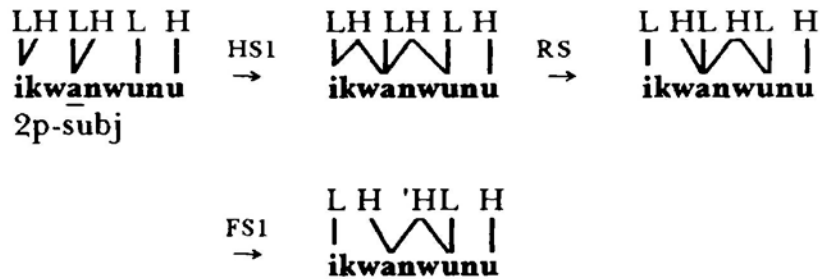 LH LH L H HS1 → LH LH L H RS → L HL HL H
ikwanwunu ikwanwunu ikwanwunu
2p-subj
FS1 → L H 'HL H
ikwanwunu